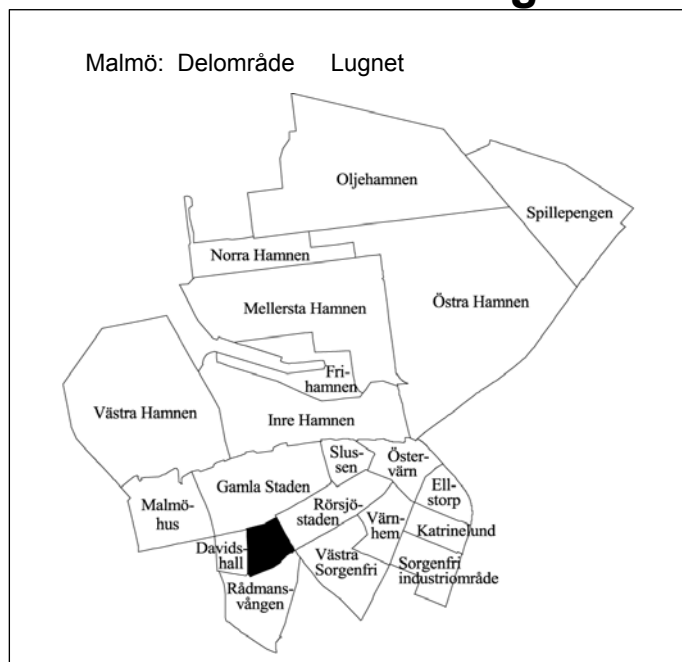 Malmö: Delområde Lugnet
Oljehamnen
Spillepengen
Norra Hamnen
Mellersta Hamnen
Östra Hamnen
Fri-
hamnen
Västra Hamnen
Inre Hamnen
Slus-
sen
Öster-
värn
Gamla Staden
Ell-
storp
Malmö-
hus
Rörsjö-
staden
Värn-
hem
Katrinelund
Davids-
hall
Västra
Sorgenfri
Sorgenfri
industriområde
Rådmans-
vången